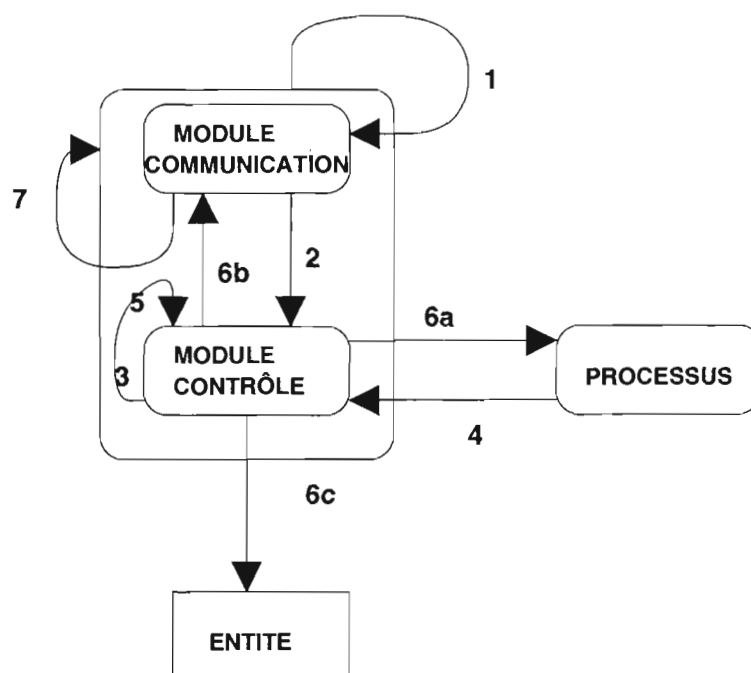 1
MODULE
COMMUNICATION
7
2
6b
5
6a
MODULE
CONTRÔLE
3
PROCESSUS
4
6c
ENTITE